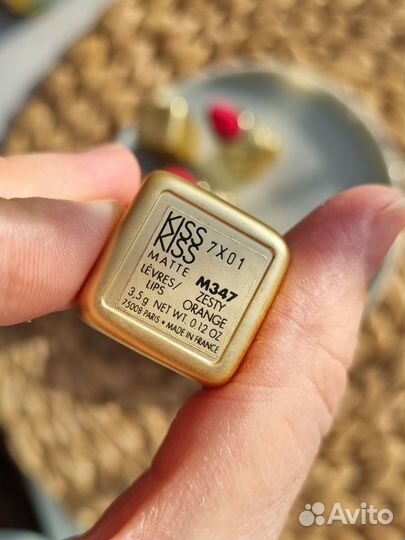 KISS
KISS
7X01
MATTE
LÈVRES/
LIPS
M347
ZESTY
ORANGE
3,5 g NET WT. 0.12 OZ
75008 PARIS • MADE IN FRANCE
Avito